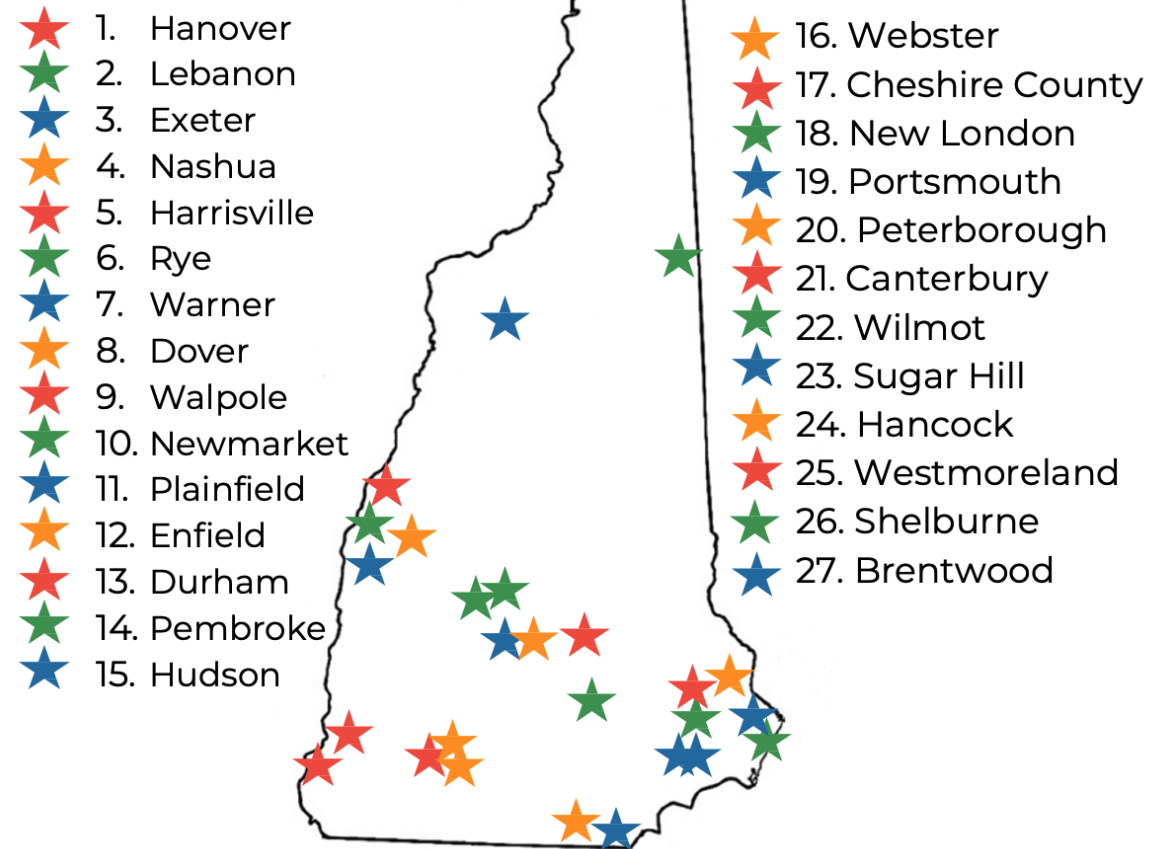 1. Hanover
2. Lebanon
3. Exeter
4. Nashua
5. Harrisville
6. Rye
7. Warner
8. Dover
9. Walpole
10. Newmarket
11. Plainfield
12. Enfield
13. Durham
14. Pembroke
15. Hudson
16. Webster
17. Cheshire County
18. New London
19. Portsmouth
20. Peterborough
21. Canterbury
22. Wilmot
23. Sugar Hill
24. Hancock
25. Westmoreland
26. Shelburne
27. Brentwood